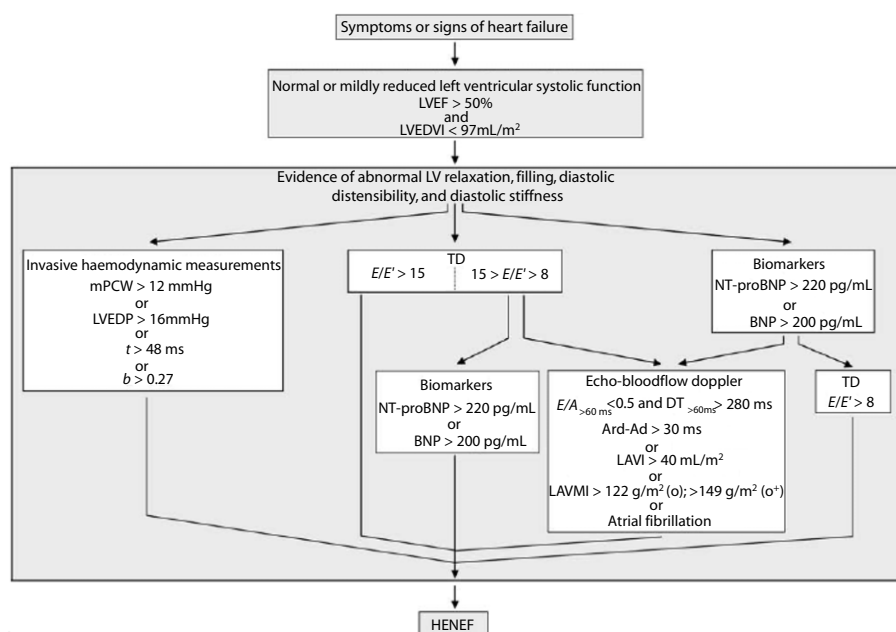 Symptoms or signs of heart failure
Normal or mildly reduced left ventricular systolic function
LVEF > 50%
and
LVEDVI < 97mL/m²
Evidence of abnormal LV relaxation, filling, diastolic
distensibility, and diastolic stiffness
Invasive haemodynamic measurements
mPCW > 12 mmHg
or
LVEDP > 16mmHg
or
t > 48 ms
or
b > 0.27
TD
E/E' > 15
15 > E/E' > 8
Biomarkers
NT-proBNP > 220 pg/mL
or
BNP > 200 pg/mL
Biomarkers
NT-proBNP > 220 pg/mL
or
BNP > 200 pg/mL
Echo-bloodflow doppler
E/A >60 ms <0.5 and DT >60ms > 280 ms
Ard-Ad > 30 ms
or
LAVI > 40 mL/m²
or
LAVMI > 122 g/m² (o); >149 g/m² (o⁺)
or
Atrial fibrillation
TD
E/E' > 8
HENEF